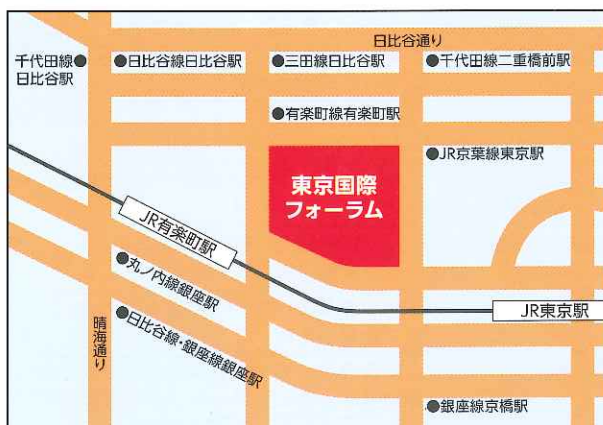 日比谷通り
千代田線
日比谷駅
日比谷線日比谷駅
三田線日比谷駅
千代田線二重橋前駅
有楽町線有楽町駅
JR京葉線東京駅
東京国際
フォーラム
JR有楽町駅
丸ノ内線銀座駅
日比谷線・銀座線銀座駅
晴海通り
JR東京駅
銀座線京橋駅